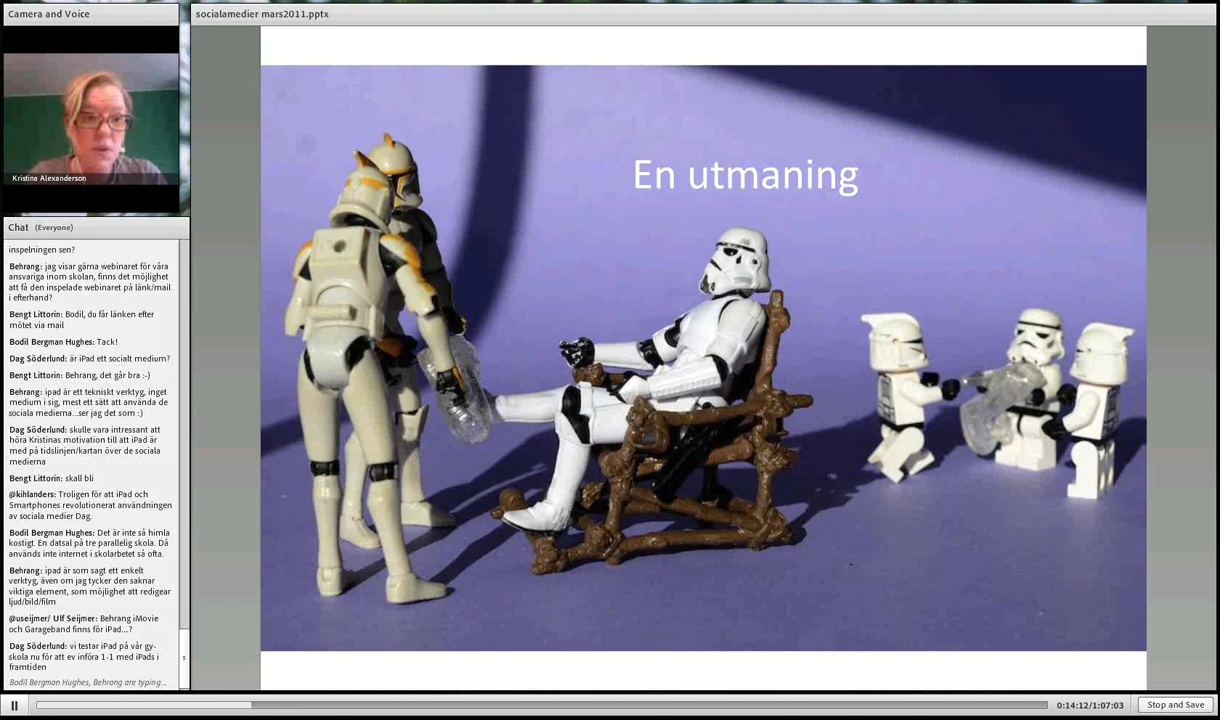 Camera and Voice
socialamedier mars2011.pptx
Kristina Alexanderson
En utmaning
Chat (Everyone)
inspelningen sen?
Behrang: jag visar gärna webinaret för våra
ansvariga inom skolan, finns det möjlighet
att få den inspelade webinaret på länk/mail
i efterhand?
Bengt Littorin: Bodil, du får länken efter
mötet via mail
Bodil Bergman Hughes: Tack!
Dag Söderlund: är iPad ett socialt medium?
Bengt Littorin: Behrang, det går bra :-)
Behrang: ipad är ett tekniskt verktyg, inget
medium i sig, mest ett sätt att använda de
sociala medierna...ser jag det som :)
Dag Söderlund: skulle vara intressant att
höra Kristinas motivation till att iPad är
med på tidslinjen/kartan över de sociala
medierna
Bengt Littorin: skall bli
@kihlanders: Troligen för att iPad och
Smartphones revolutionerat användningen
av sociala medier Dag.
Bodil Bergman Hughes: Det är inte så himla
kostigt. En datsal på tre parallelig skola. Då
används inte internet i skolarbetet så ofta.
Behrang: ipad är som sagt ett enkelt
verktyg, även om jag tycker den saknar
viktiga element, som möjlighet att redigear
ljud/bild/film
@useijmer/ Ulf Seijmer: Behrang iMovie
och Garageband finns för iPad...?
Dag Söderlund: vi testar iPad på vår gy-
skola nu för att ev införa 1-1 med iPads i
framtiden
Bodil Bergman Hughes, Behrang are typing...
0:14:12/1:07:03
Stop and Save